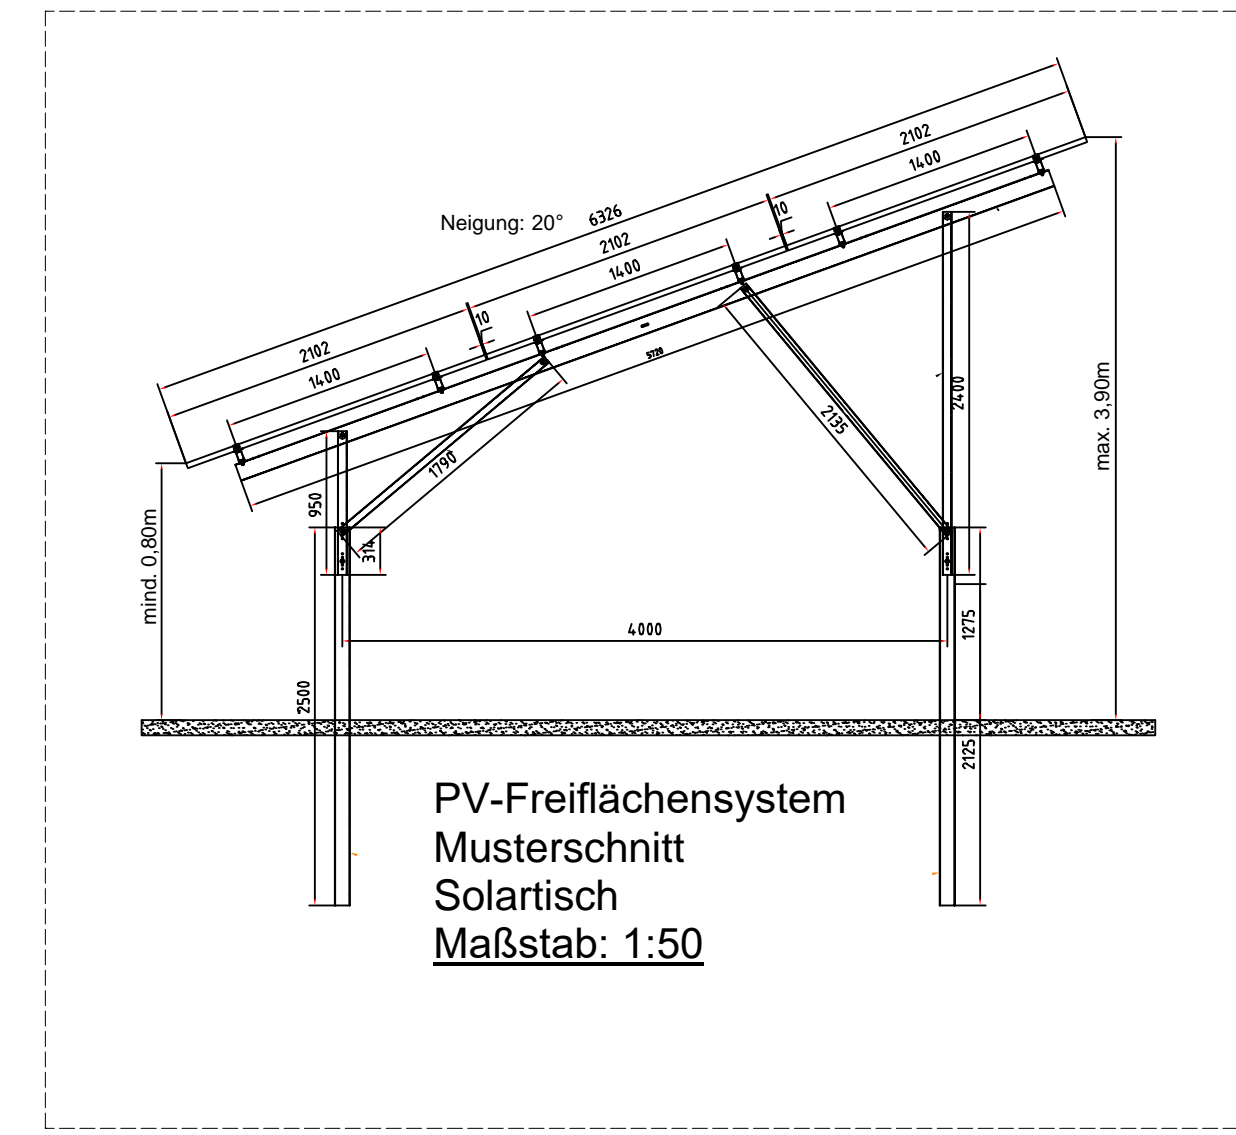 2102
1400
2102
10
Neigung: 20°
6326
2102
1400
10
2102
1400
5720
2400
max. 3,90m
2135
1790
950
314
mind. 0,80m
4000
1275
2500
2125
PV-Freiflächensystem
Musterschnitt
Solartisch
Maßstab: 1:50